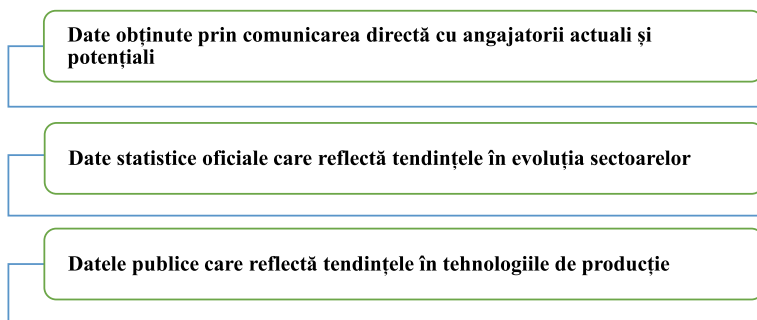 Date obținute prin comunicarea directă cu angajatorii actuali și
potențiali
Date statistice oficiale care reflectă tendințele în evoluția sectoarelor
Datele publice care reflectă tendințele în tehnologiile de producție